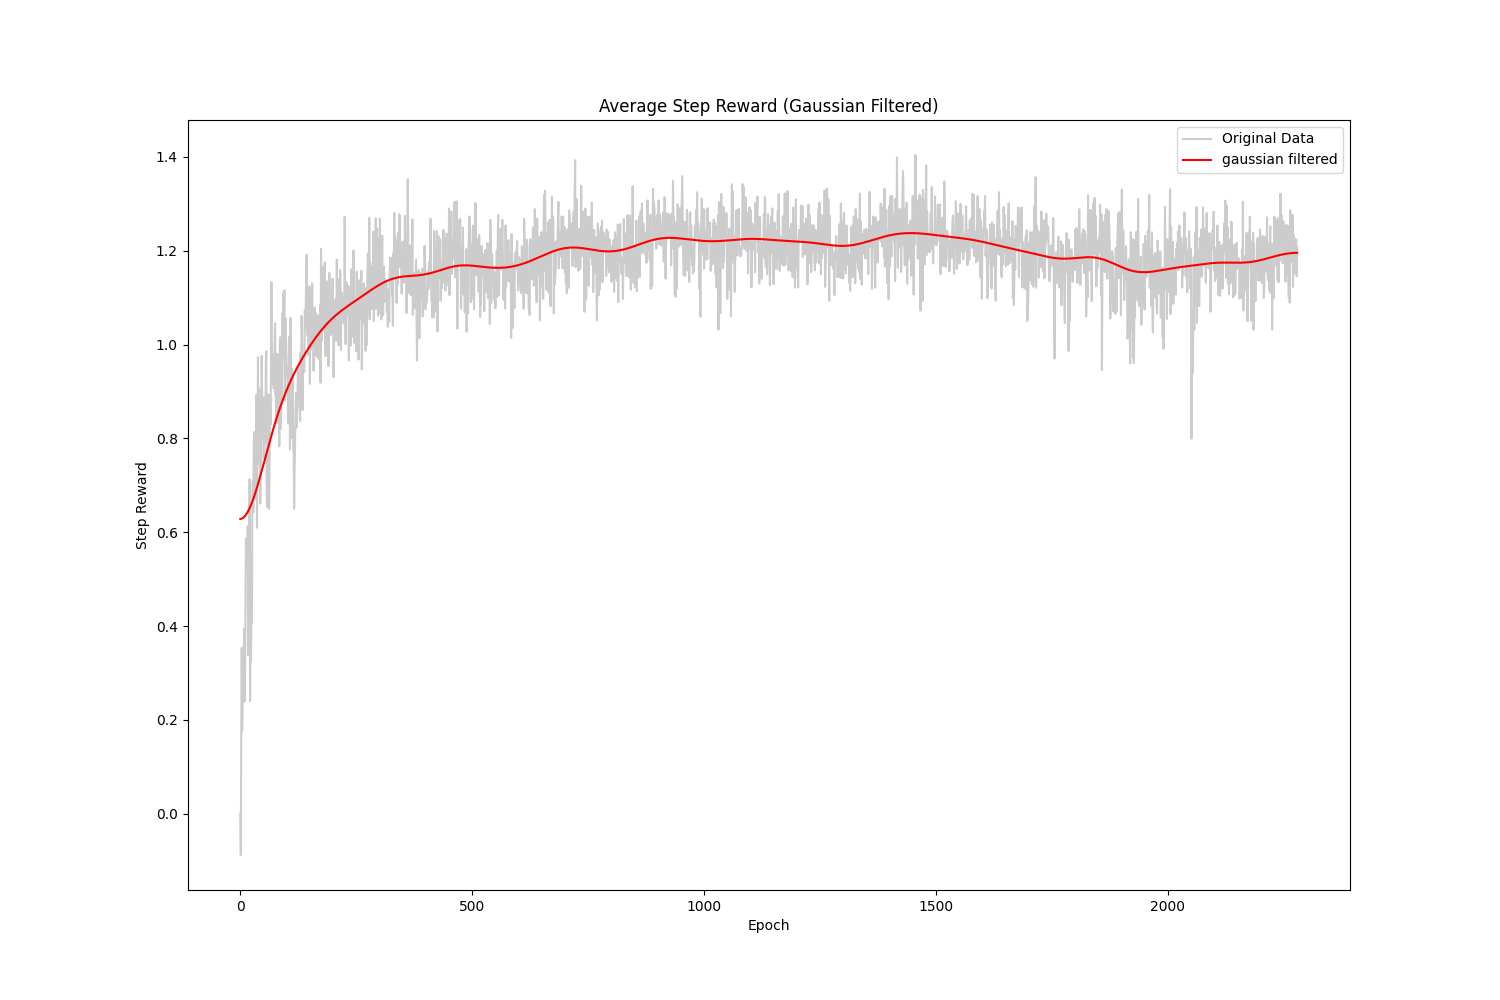 Average Step Reward (Gaussian Filtered)
Original Data
gaussian filtered
1.4
1.2
1.0
0.8
0.6
0.4
0.2
0.0
Step Reward
0
500
1000
1500
2000
Epoch